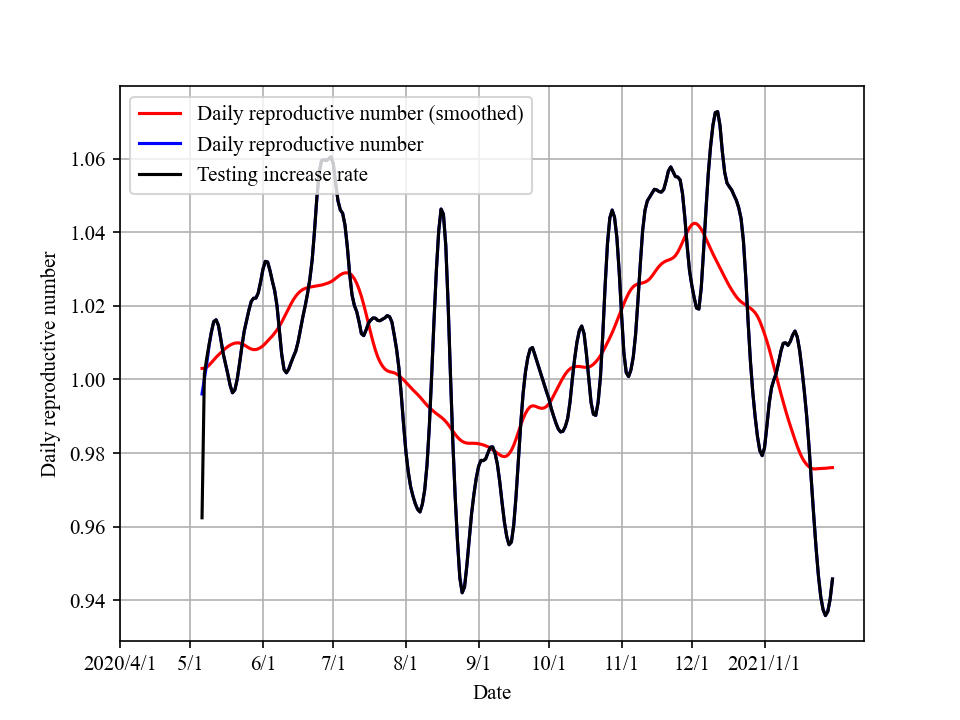 Daily reproductive number (smoothed)
Daily reproductive number
Testing increase rate
Daily reproductive number
1.06
1.04
1.02
1.00
0.98
0.96
0.94
2020/4/1 5/1 6/1 7/1 8/1 9/1 10/1 11/1 12/1 2021/1/1
Date